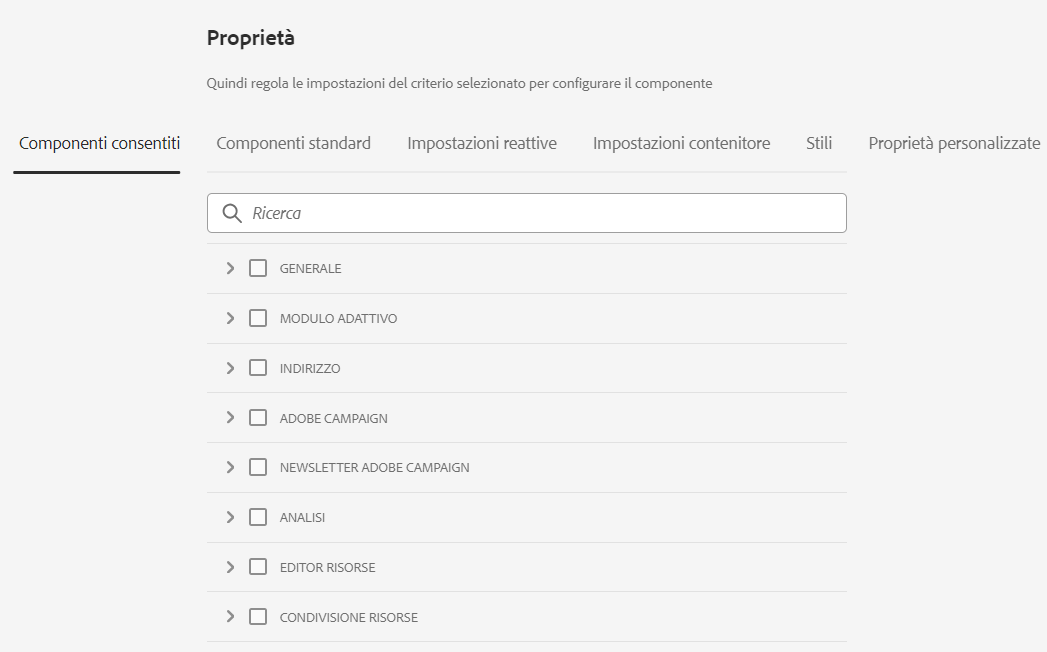 Proprietà
Quindi regola le impostazioni del criterio selezionato per configurare il componente
Componenti consentiti Componenti standard Impostazioni reattive Impostazioni contenitore Stili Proprietà personalizzate
Ricerca
GENERALE
MODULO ADATTIVO
INDIRIZZO
ADOBE CAMPAIGN
NEWSLETTER ADOBE CAMPAIGN
ANALISI
EDITOR RISORSE
CONDIVISIONE RISORSE